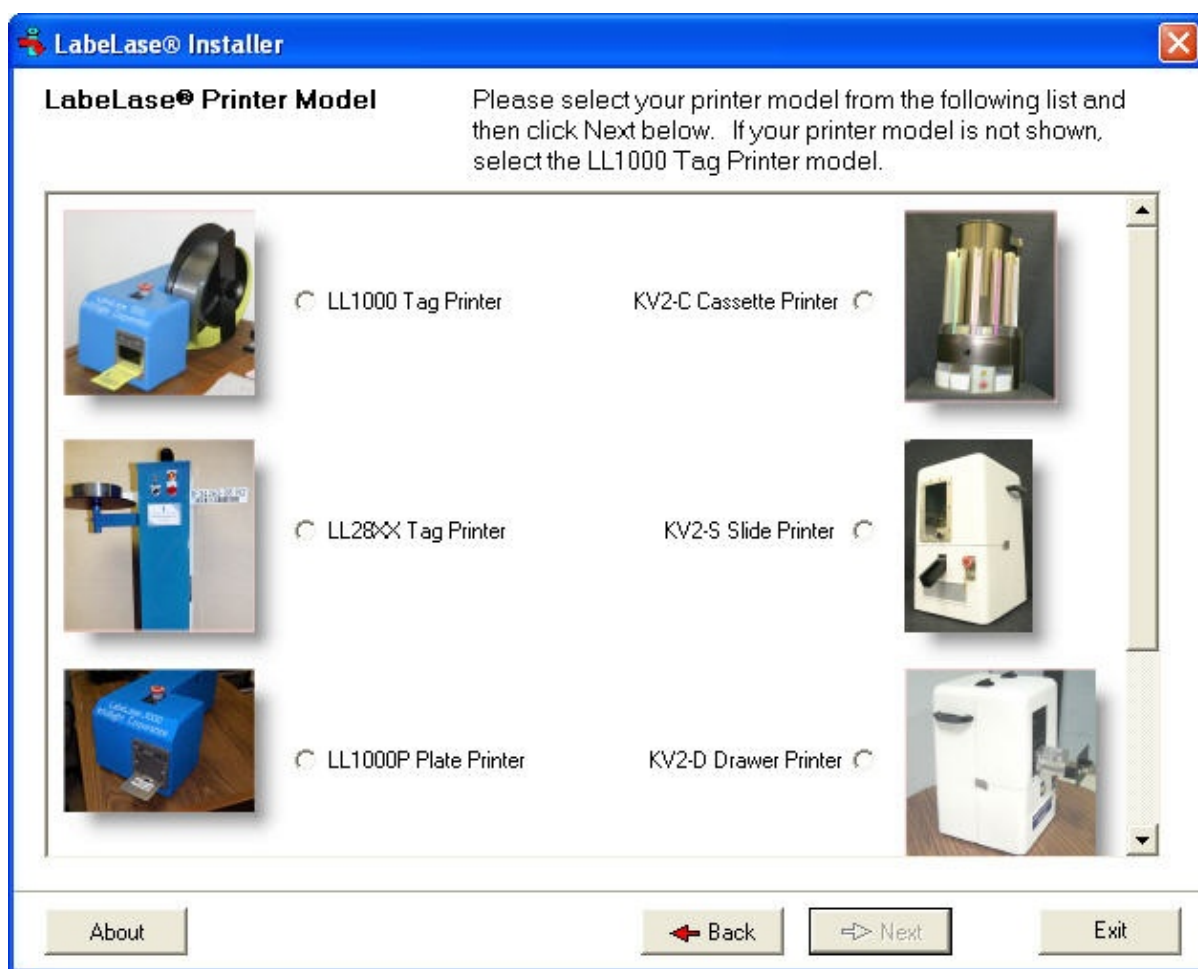 LabeLase® Installer
LabeLase® Printer Model
Please select your printer model from the following list and
then click Next below. If your printer model is not shown,
select the LL1000 Tag Printer model.
LL1000 Tag Printer
KV2-C Cassette Printer
LL28XX Tag Printer
KV2-S Slide Printer
LL1000P Plate Printer
KV2-D Drawer Printer
About
Back
Next
Exit